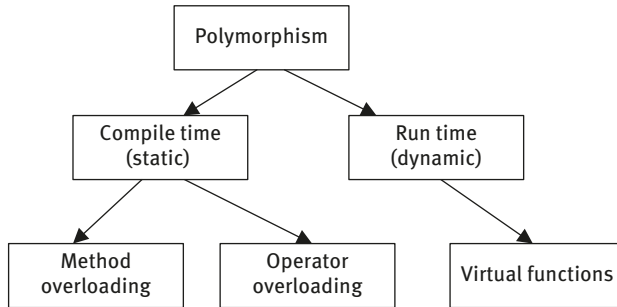 Polymorphism
Compile time
(static)
Run time
(dynamic)
Method
overloading
Operator
overloading
Virtual functions